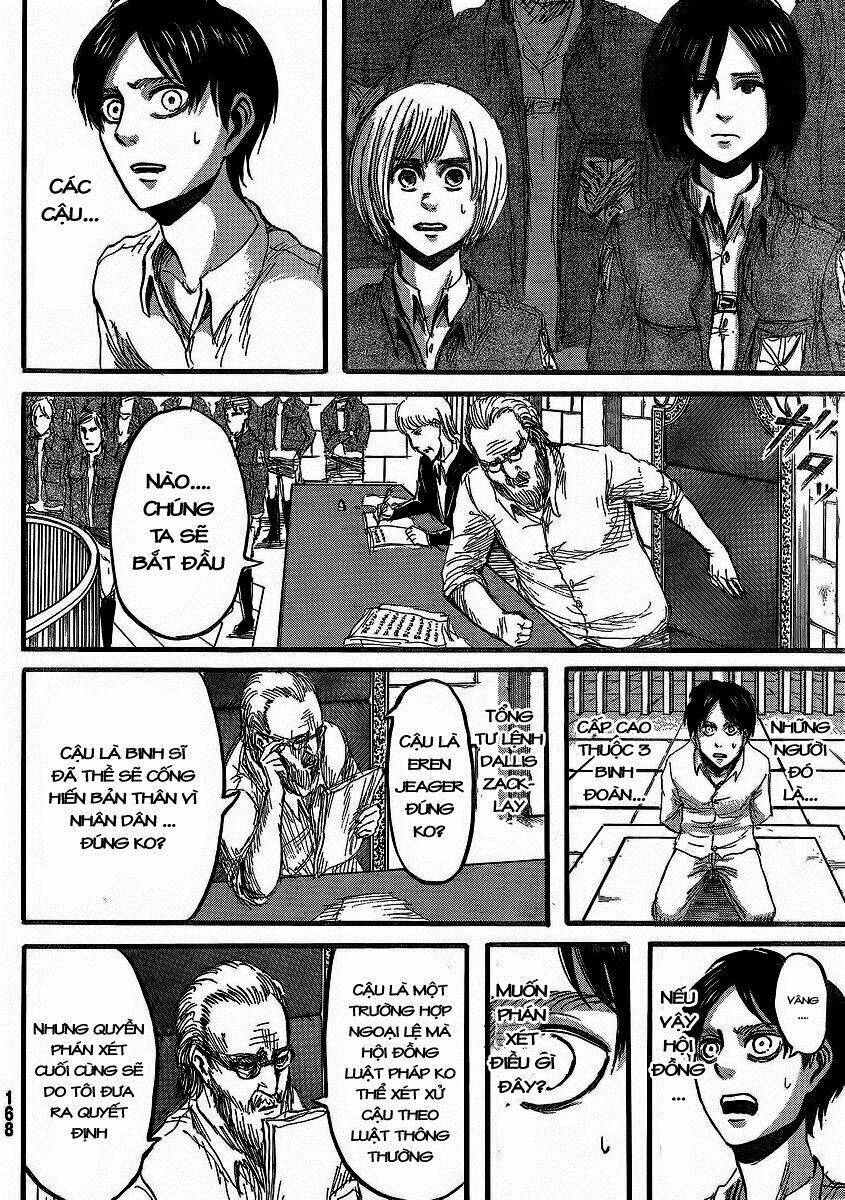 CÁC
CẬU...
NÀO....
CHÚNG
TA SẼ
BẮT ĐẦU
ガタッ
NHỮNG
NGƯỜI
ĐÓ
LÀ...
CẤP CAO
THUỘC 3
BINH
ĐOÀN...
TỔNG
TƯ LỆNH
DALLIS
ZACK-
LAY
CẬU LÀ
EREN
JEAGER
ĐÚNG
KO?
CẬU LÀ BINH SĨ
ĐÃ THỀ SẼ CỐNG
HIẾN BẢN THÂN VÌ
NHÂN DÂN ...
ĐÚNG KO?
VÂNG
....
NẾU
VẬY
HỘI
ĐỒNG...
...
MUỐN
PHÁN
XÉT
ĐIỀU GÌ
ĐÂY?
CẬU LÀ MỘT
TRƯỜNG HỢP
NGOẠI LỆ MÀ
HỘI ĐỒNG
LUẬT PHÁP KO
THỂ XÉT XỬ
CẬU THEO
LUẬT THÔNG
THƯỜNG
NHƯNG QUYỀN
PHÁN XÉT
CUỐI CÙNG SẼ
DO TÔI ĐƯA
RA QUYẾT
ĐỊNH
168